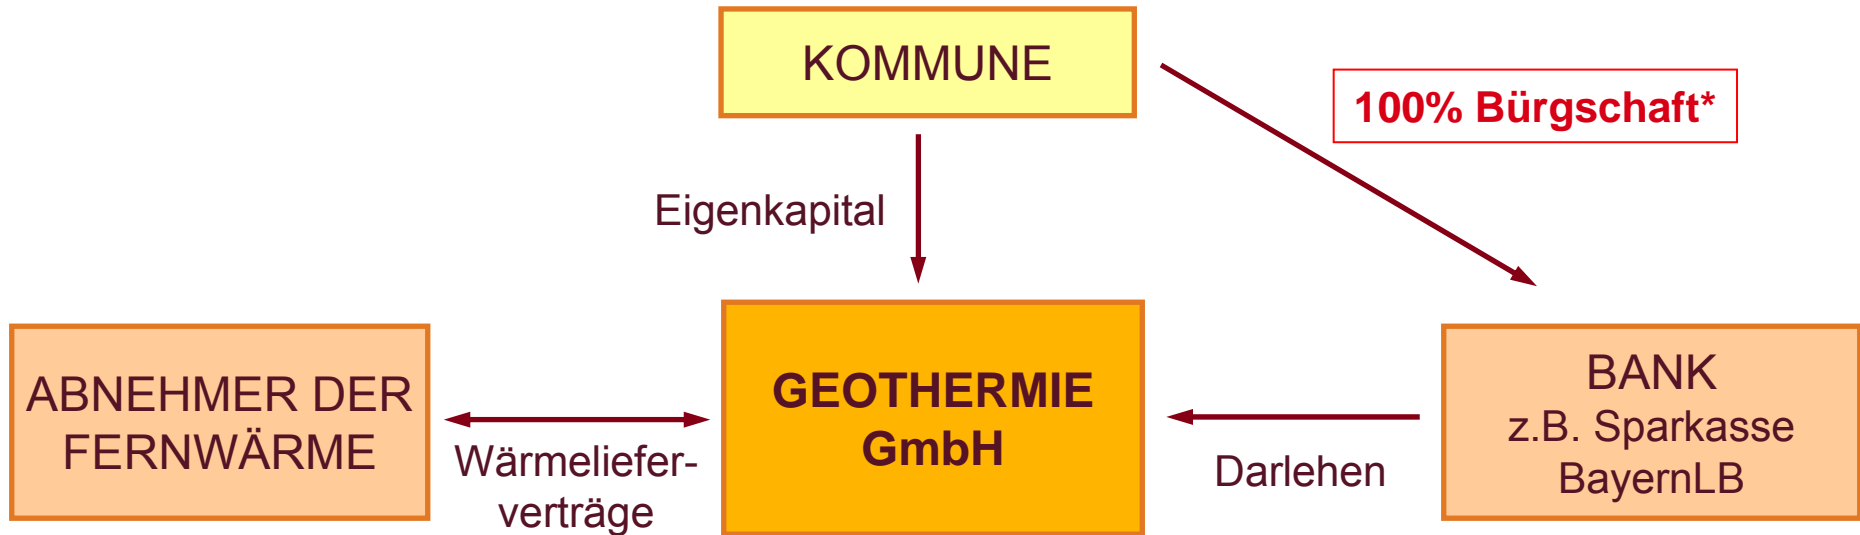 KOMMUNE
100% Bürgschaft*
Eigenkapital
ABNEHMER DER
FERNWÄRME
Wärmeliefer-
verträge
GEOTHERMIE
GmbH
Darlehen
BANK
z.B. Sparkasse
BayernLB